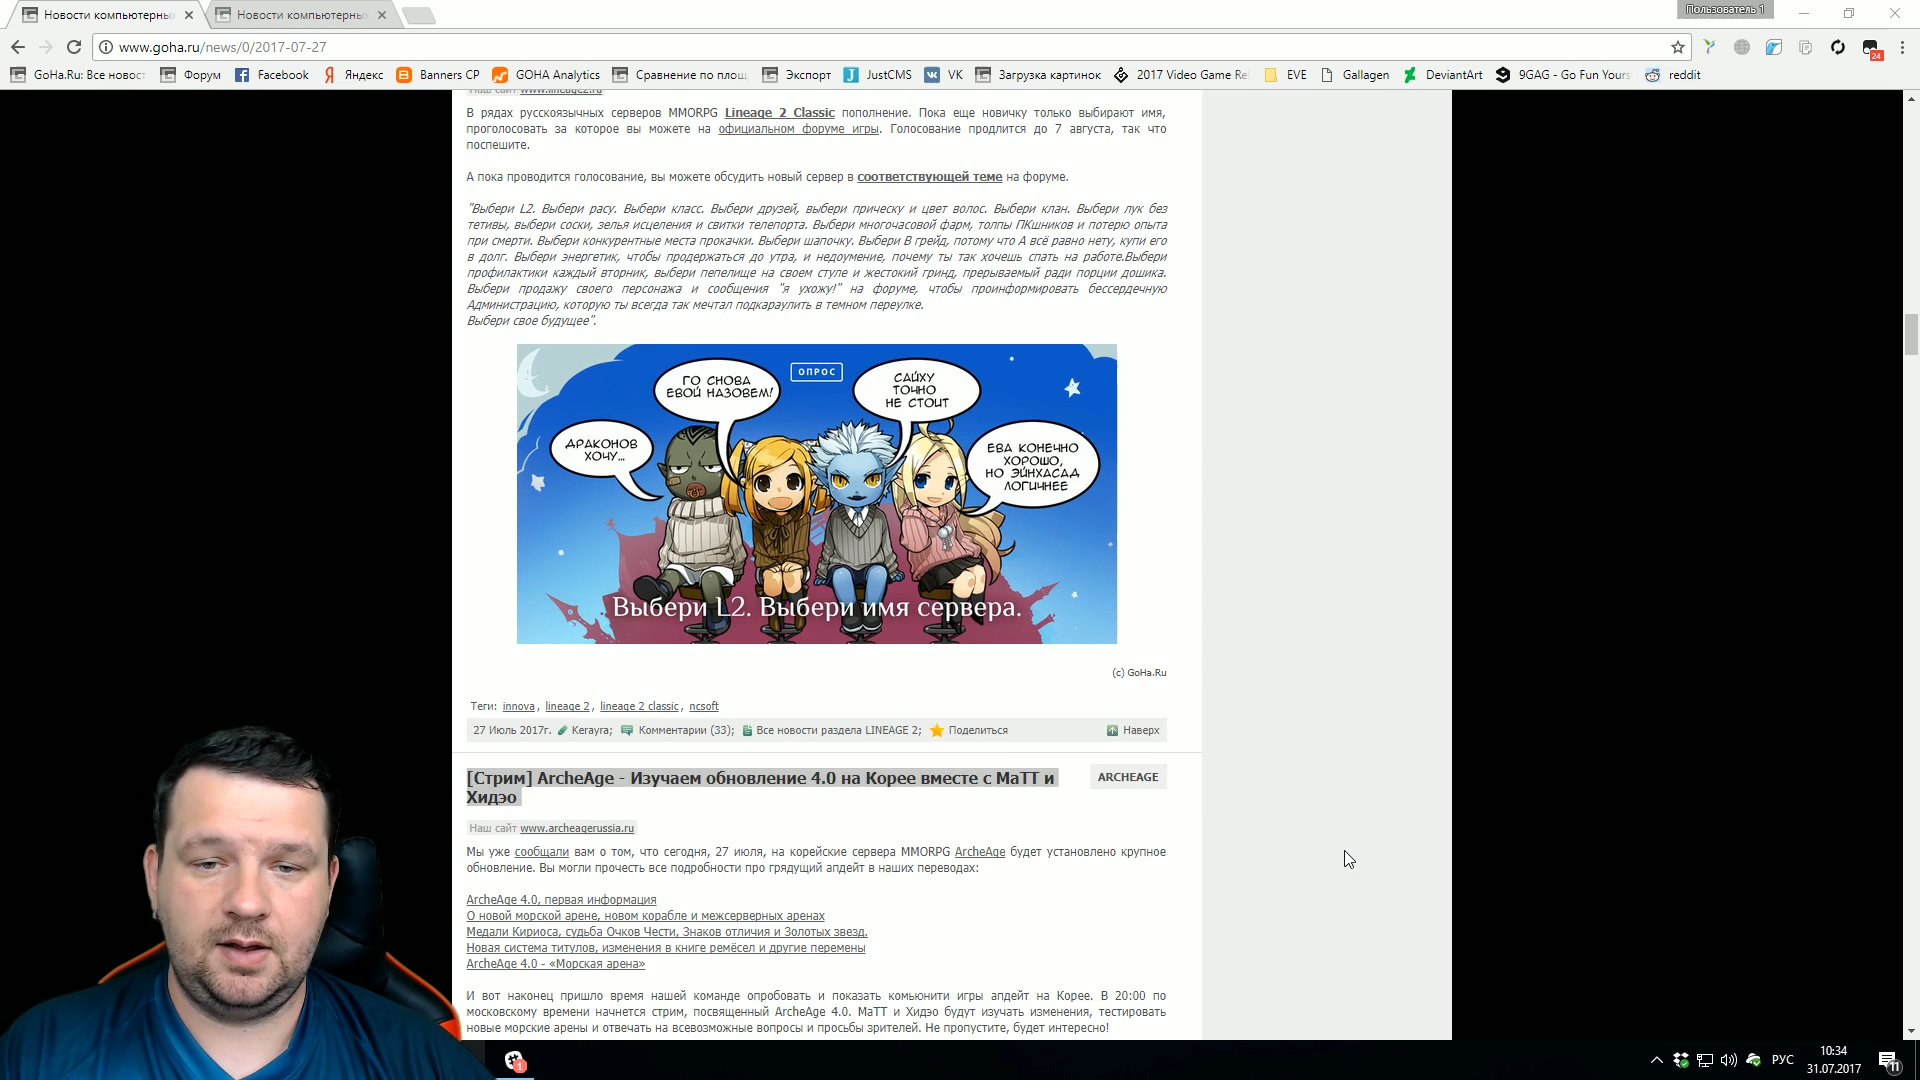 Новости компьютерны
Новости компьютерны
Пользователь 1
www.goha.ru/news/0/2017-07-27
24
GoHa.Ru: Все новост
Форум
Facebook
Яндекс
Banners CP
GOHA Analytics
Сравнение по площ
Экспорт
JustCMS
VK
Загрузка картинок
2017 Video Game Re
EVE
Gallagen
DeviantArt
9GAG - Go Fun Yours
reddit
Наш сайт www.lineage2.ru
В рядах русскоязычных серверов MMORPG Lineage 2 Classic пополнение. Пока еще новичку только выбирают имя,
проголосовать за которое вы можете на официальном форуме игры. Голосование продлится до 7 августа, так что
поспешите.
А пока проводится голосование, вы можете обсудить новый сервер в соответствующей теме на форуме.
"Выбери L2. Выбери расу. Выбери класс. Выбери друзей, выбери прическу и цвет волос. Выбери клан. Выбери лук без
тетивы, выбери соски, зелья исцеления и свитки телепорта. Выбери многочасовой фарм, толпы ПКшников и потерю опыта
при смерти. Выбери конкурентные места прокачки. Выбери шапочку. Выбери В грейд, потому что А всё равно нету, купи его
в долг. Выбери энергетик, чтобы продержаться до утра, и недоумение, почему ты так хочешь спать на работе.Выбери
профилактики каждый вторник, выбери пепелище на своем стуле и жестокий гринд, прерываемый ради порции дошика.
Выбери продажу своего персонажа и сообщения "я ухожу!" на форуме, чтобы проинформировать бессердечную
Администрацию, которую ты всегда так мечтал подкараулить в темном переулке.
Выбери свое будущее".
ОПРОС
ГО СНОВА
ЕВОЙ НАЗОВЕМ!
САЙХУ
ТОЧНО
НЕ СТОИТ
ДРАКОНОВ
ХОЧУ...
ЕВА КОНЕЧНО
ХОРОШО,
НО ЭЙНХАСАД
ЛОГИЧНЕЕ
Выбери L2. Выбери имя сервера.
(c) GoHa.Ru
Теги: innova, lineage 2, lineage 2 classic, ncsoft
27 Июль 2017г. Kerayra; Комментарии (33); Все новости раздела LINEAGE 2; Поделиться Наверх
[Стрим] ArcheAge - Изучаем обновление 4.0 на Корее вместе с МаТТ и
Хидэо
ARCHEAGE
Наш сайт www.archeagerussia.ru
Мы уже сообщали вам о том, что сегодня, 27 июля, на корейские сервера MMORPG ArcheAge будет установлено крупное
обновление. Вы могли прочесть все подробности про грядущий апдейт в наших переводах:
ArcheAge 4.0, первая информация
О новой морской арене, новом корабле и межсерверных аренах
Медали Кириоса, судьба Очков Чести, Знаков отличия и Золотых звезд.
Новая система титулов, изменения в книге ремёсел и другие перемены
ArcheAge 4.0 - «Морская арена»
И вот наконец пришло время нашей команде опробовать и показать комьюнити игры апдейт на Корее. В 20:00 по
московскому времени начнется стрим, посвященный ArcheAge 4.0. МаТТ и Хидэо будут изучать изменения, тестировать
новые морские арены и отвечать на всевозможные вопросы и просьбы зрителей. Не пропустите, будет интересно!
1
РУС
10:34
31.07.2017
11